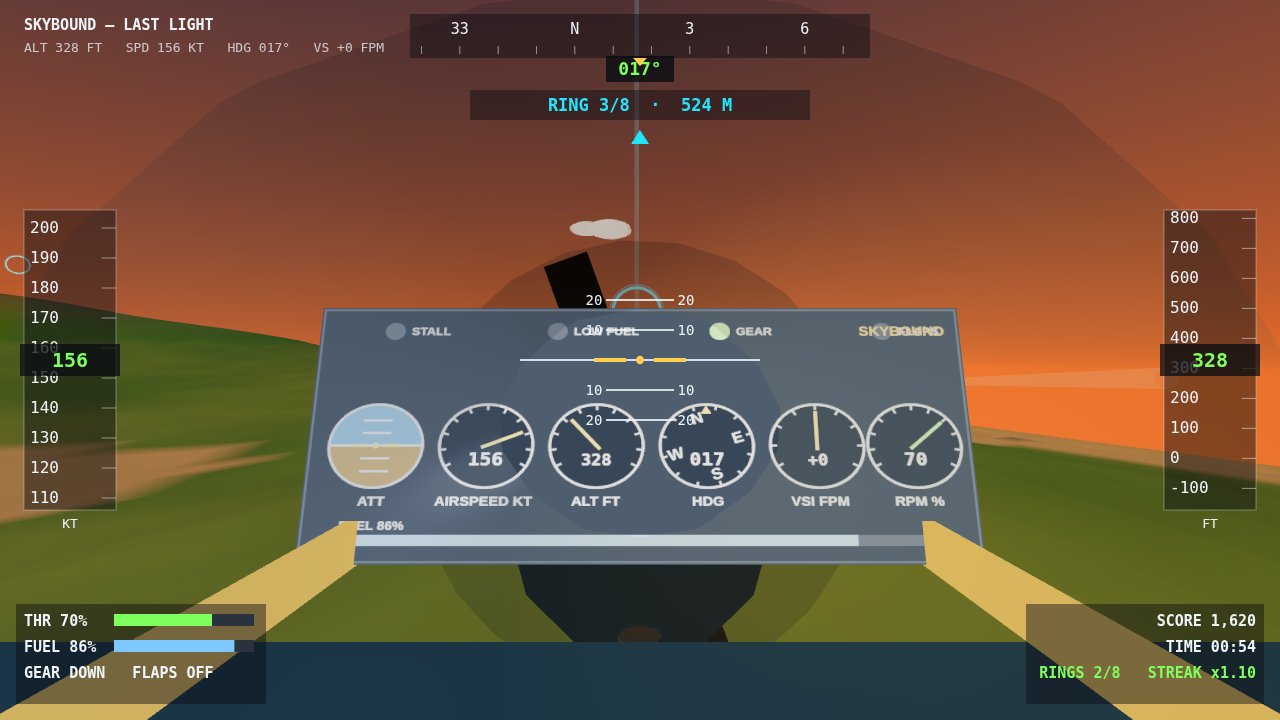 SKYBOUND — LAST LIGHT
ALT 328 FT SPD 156 KT HDG 017° VS +0 FPM
33 N 3 6
017°
RING 3/8 · 524 M
200
190
180
170
160
156
150
140
130
120
110
KT
800
700
600
500
400
328
300
200
100
0
-100
FT
20 20
10 10
10 10
20 20
STALL LOW FUEL GEAR SKYBOUND
156 328 N E S W 017 +0 70
ATT AIRSPEED KT ALT FT HDG VSI FPM RPM %
86%
THR 70%
FUEL 86%
GEAR DOWN FLAPS OFF
SCORE 1,620
TIME 00:54
RINGS 2/8 STREAK x1.10